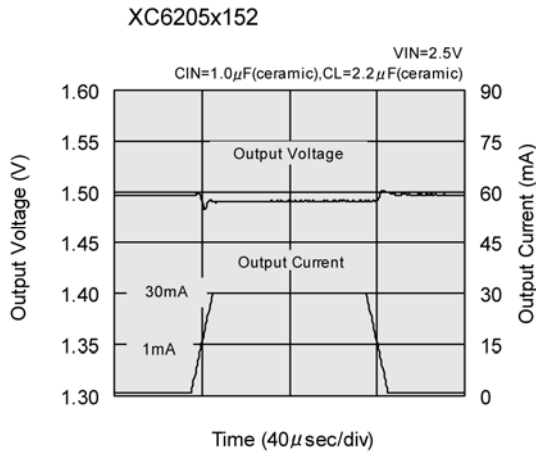 XC6205x152
VIN=2.5V
CIN=1.0μF(ceramic),CL=2.2μF(ceramic)
Output Voltage (V)
1.60
1.55
1.50
1.45
1.40
1.35
1.30
Output Voltage
Output Current
30mA
1mA
90
75
60
45
30
15
0
Output Current (mA)
Time (40μsec/div)